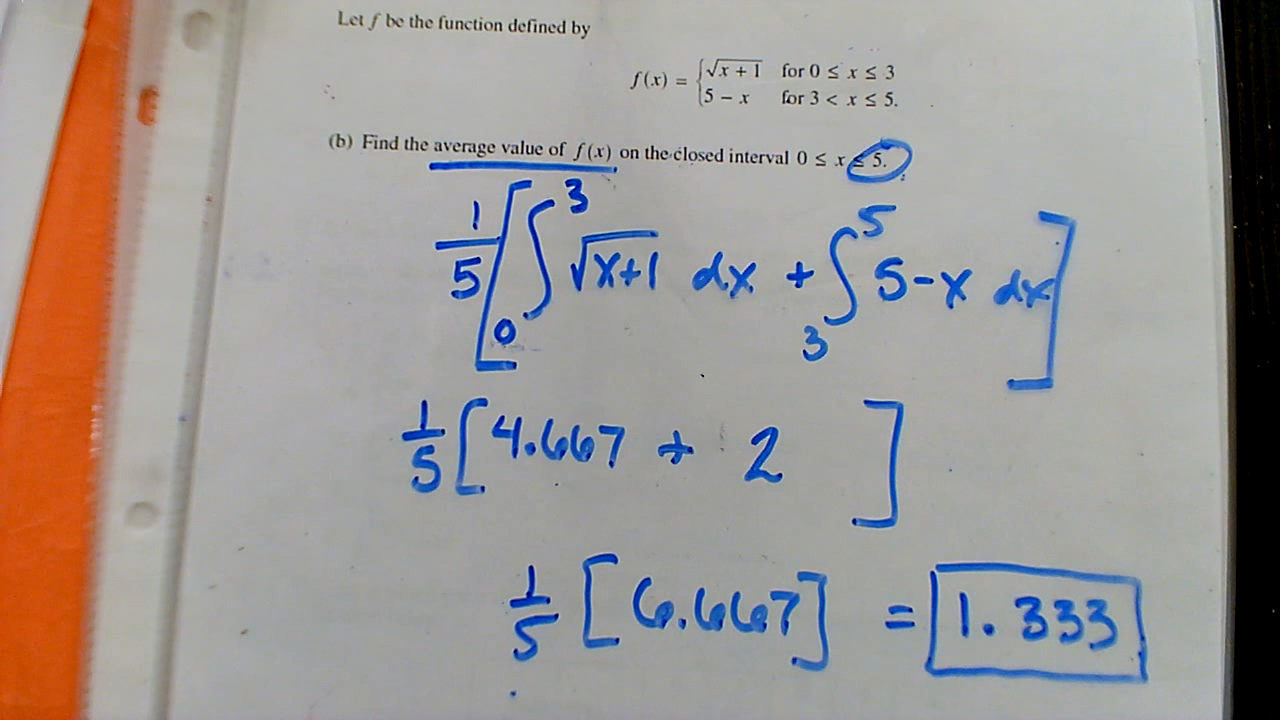 Let f be the function defined by
f(x) = {√x + 1 for 0 ≤ x ≤ 3
5 − x for 3 < x ≤ 5.
(b) Find the average value of f(x) on the closed interval 0 ≤ x ≤ 5.
1/5 [∫₀³ √x+1 dx + ∫₃⁵ 5-x dx]
1/5 [4.667 + 2 ]
1/5 [6.667] = 1.333